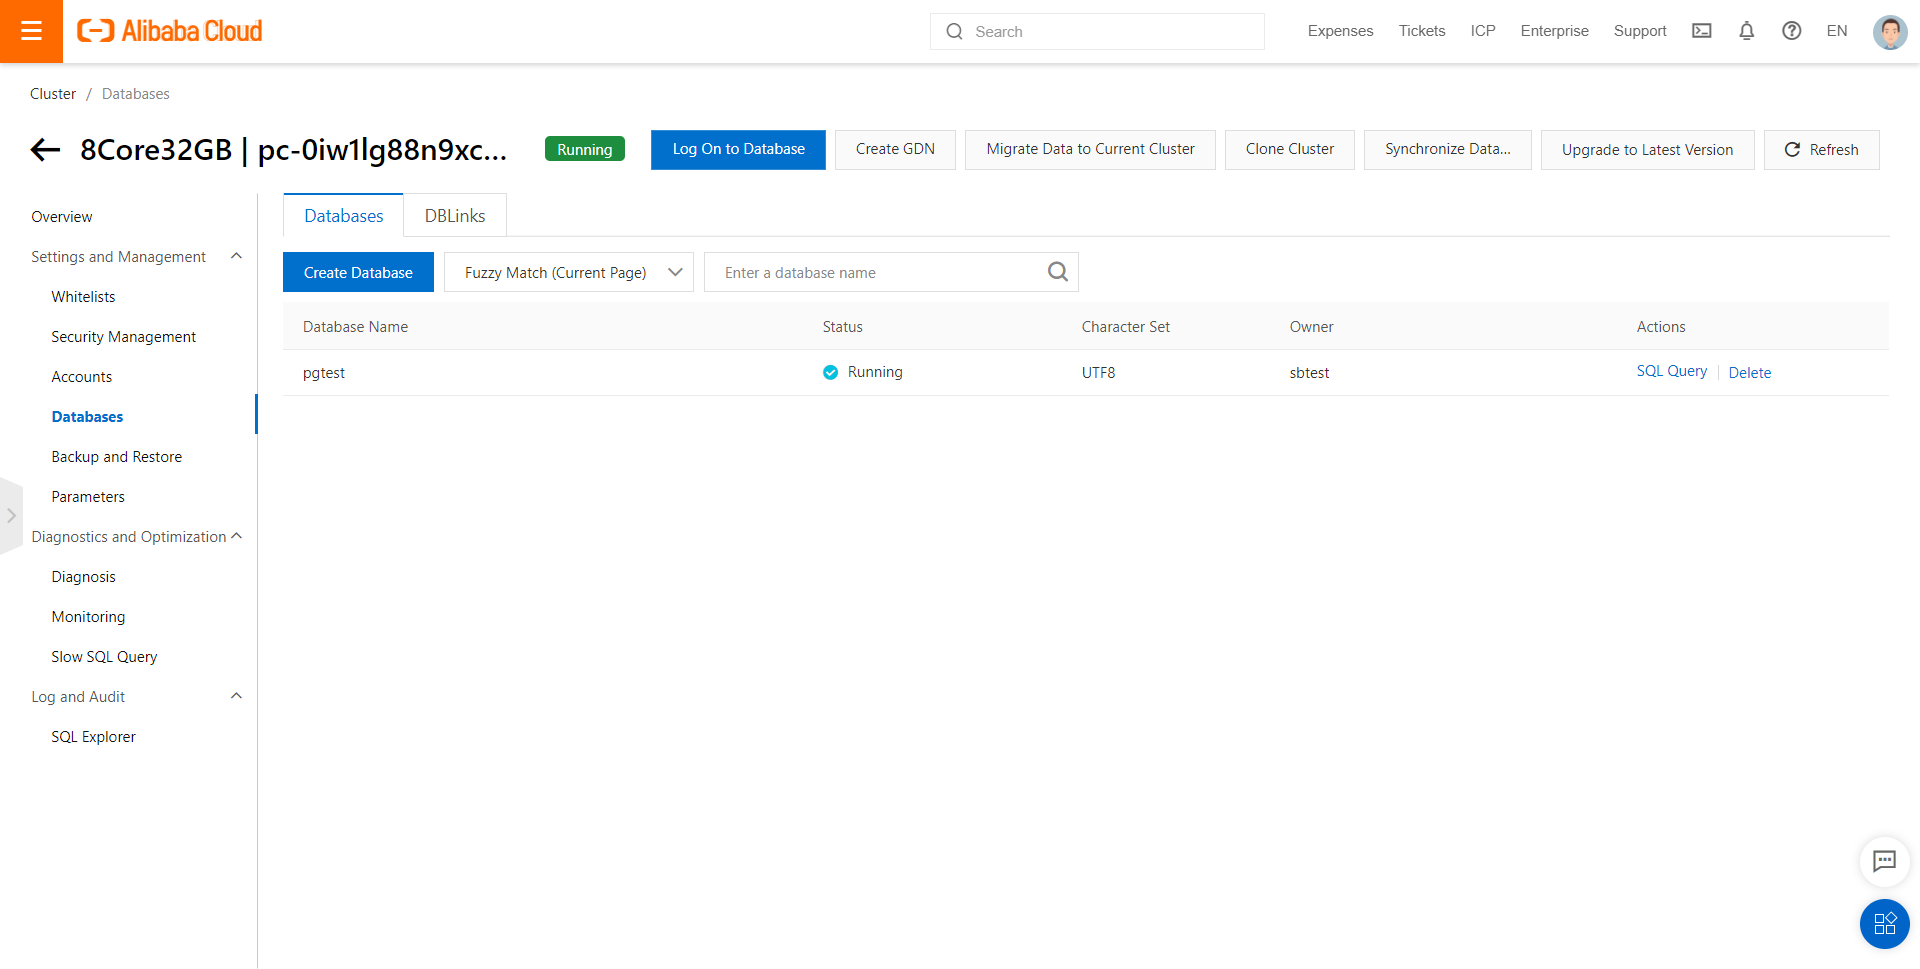 Alibaba Cloud
Search
Expenses Tickets ICP Enterprise Support EN
Cluster / Databases
8Core32GB | pc-0iw1lg88n9xc...
Running
Log On to Database
Create GDN
Migrate Data to Current Cluster
Clone Cluster
Synchronize Data...
Upgrade to Latest Version
Refresh
Overview
Settings and Management
Whitelists
Security Management
Accounts
Databases
Backup and Restore
Parameters
Diagnostics and Optimization
Diagnosis
Monitoring
Slow SQL Query
Log and Audit
SQL Explorer
Databases DBLinks
Create Database Fuzzy Match (Current Page) Enter a database name
Database Name Status Character Set Owner Actions
pgtest Running UTF8 sbtest SQL Query Delete